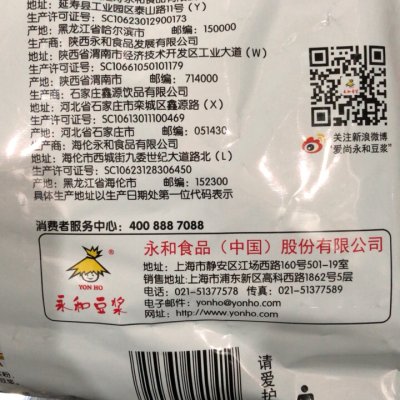 延寿县工业园区泰山路11号（Y）
生产许可证号：SC10623012900173
产地：黑龙江省哈尔滨市 邮编：150000
生产商：陕西永和食品发展有限公司
地址：陕西省渭南市经济技术开发区工业大道（W）
生产许可证号：SC10661050101179
产地：陕西省渭南市 邮编：714000
生产商：石家庄鑫源饮品有限公司
地址：河北省石家庄市栾城区鑫源路（X）
生产许可证号：SC10613011100469
产地：河北省石家庄市 邮编：051430
生产商：海伦永和食品有限公司
地址：海伦市西城街九委世纪大道路北（L）
生产许可证号：SC10623128306450
产地：黑龙江省海伦市 邮编：152300
具体生产地址以生产日期处第一位代码表示
关注新浪微博
“爱尚永和豆浆”
消费者服务中心：400 888 7088
YON HO
永和豆浆
永和食品（中国）股份有限公司
地址：上海市静安区江场西路160号501-19室
销售地址：上海市浦东新区高科西路1862号5层
电话：021-51377578 传真：021-51377589
电子邮件：yonho@yonho.com
网址：http://www.yonho.com
请爱护